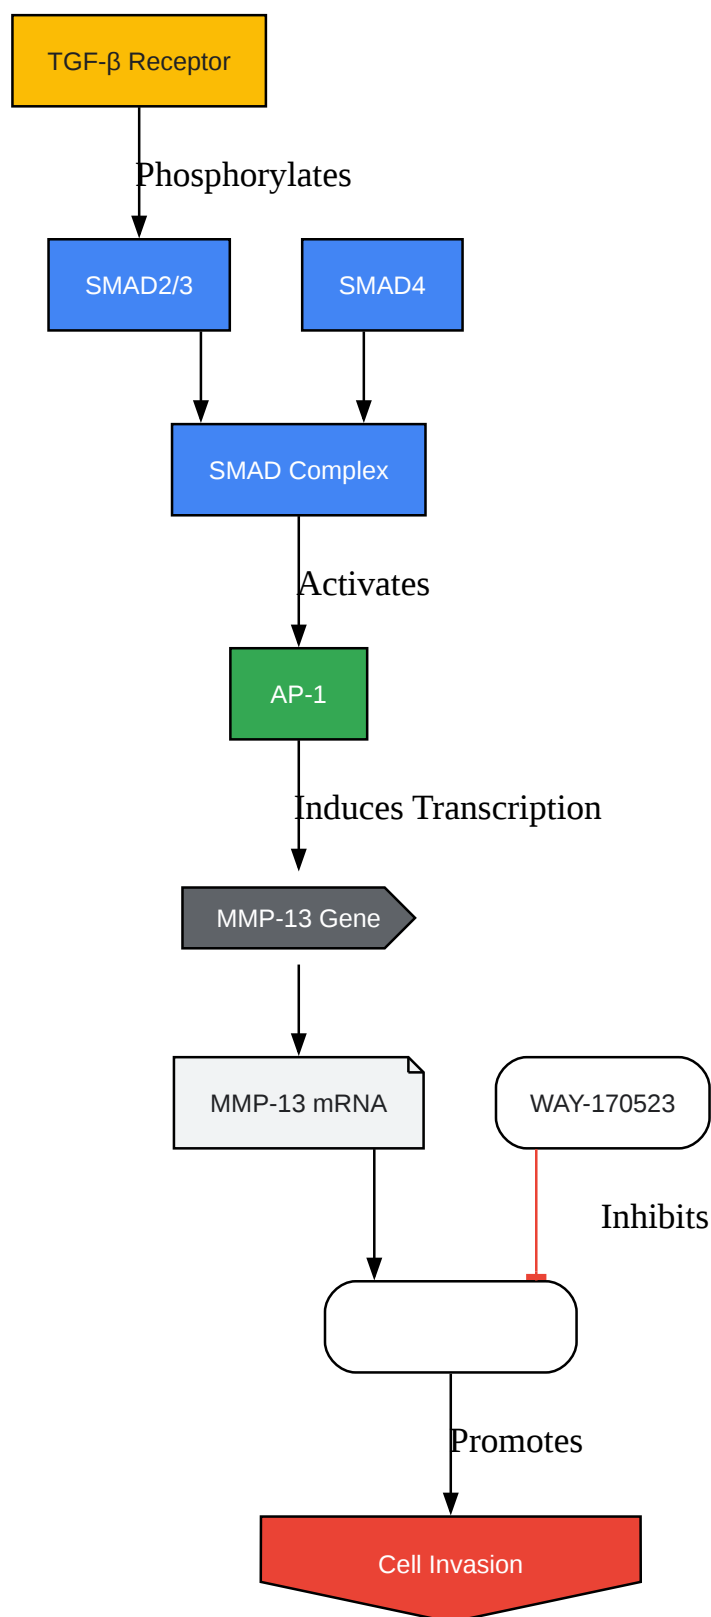 TGF-β Receptor
Phosphorylates
SMAD2/3
SMAD4
SMAD Complex
Activates
AP-1
Induces Transcription
MMP-13 Gene
MMP-13 mRNA
WAY-170523
Inhibits
Promotes
Cell Invasion